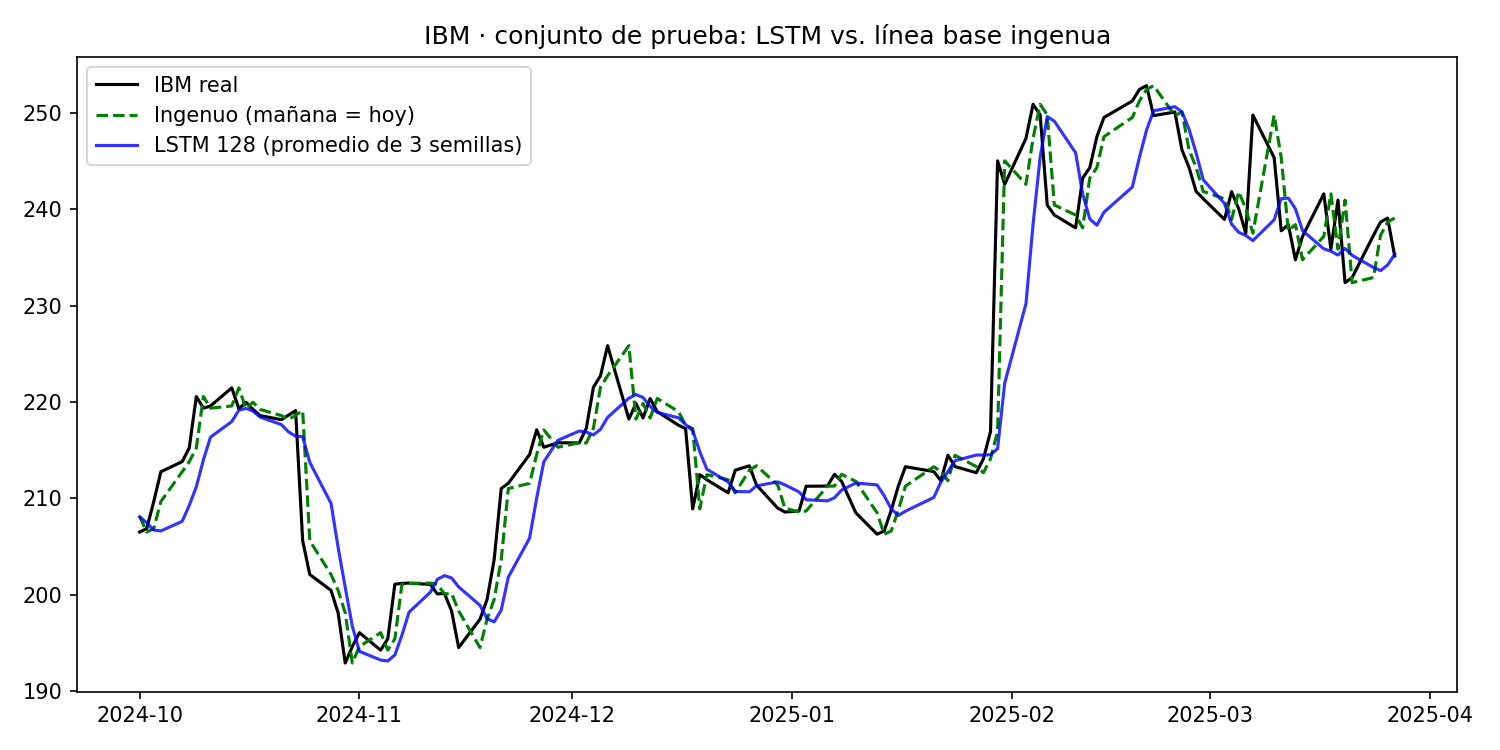 IBM · conjunto de prueba: LSTM vs. línea base ingenua
IBM real
Ingenuo (mañana = hoy)
LSTM 128 (promedio de 3 semillas)
250
240
230
220
210
200
190
2024-10 2024-11 2024-12 2025-01 2025-02 2025-03 2025-04